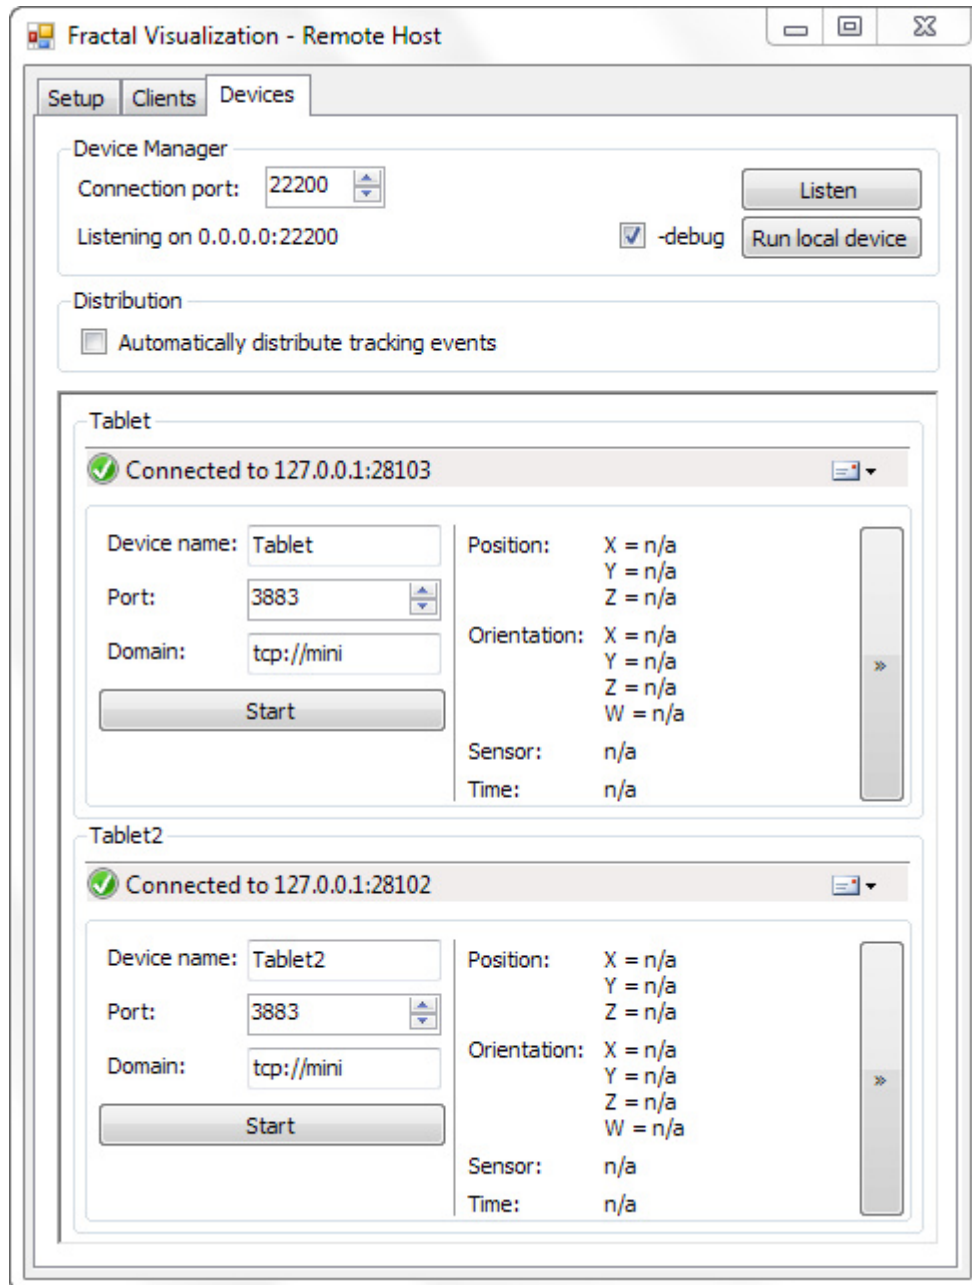 Fractal Visualization - Remote Host
Setup Clients Devices
Device Manager
Connection port: 22200
Listen
Listening on 0.0.0.0:22200
-debug
Run local device
Distribution
Automatically distribute tracking events
Tablet
Connected to 127.0.0.1:28103
Device name: Tablet
Port: 3883
Domain: tcp://mini
Start
Position: X = n/a
Y = n/a
Z = n/a
Orientation: X = n/a
Y = n/a
Z = n/a
W = n/a
Sensor: n/a
Time: n/a
»
Tablet2
Connected to 127.0.0.1:28102
Device name: Tablet2
Port: 3883
Domain: tcp://mini
Start
Position: X = n/a
Y = n/a
Z = n/a
Orientation: X = n/a
Y = n/a
Z = n/a
W = n/a
Sensor: n/a
Time: n/a
»